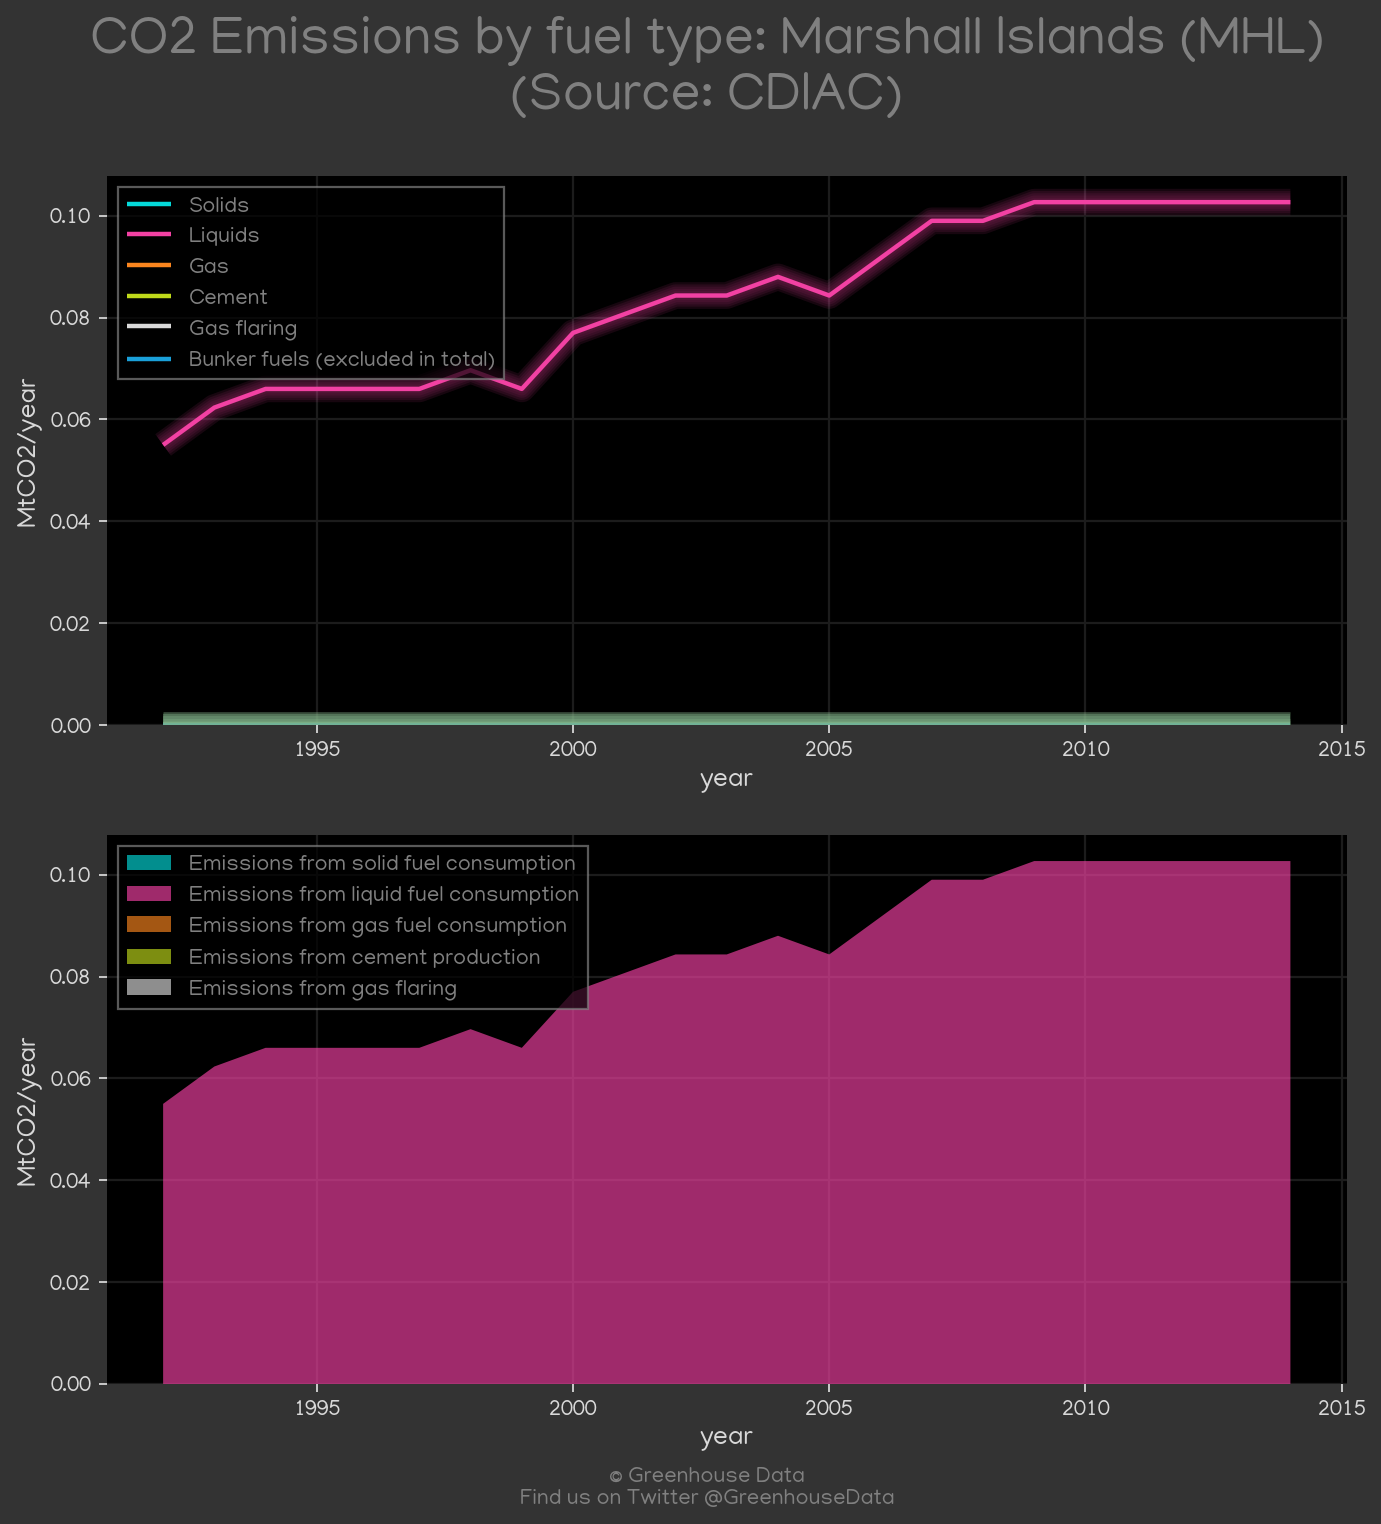 CO2 Emissions by fuel type: Marshall Islands (MHL)
(Source: CDIAC)
Solids
Liquids
Gas
Cement
Gas flaring
Bunker fuels (excluded in total)
MtCO2/year
0.10
0.08
0.06
0.04
0.02
0.00
1995 2000 2005 2010 2015
year
Emissions from solid fuel consumption
Emissions from liquid fuel consumption
Emissions from gas fuel consumption
Emissions from cement production
Emissions from gas flaring
MtCO2/year
0.10
0.08
0.06
0.04
0.02
0.00
1995 2000 2005 2010 2015
year
© Greenhouse Data
Find us on Twitter @GreenhouseData